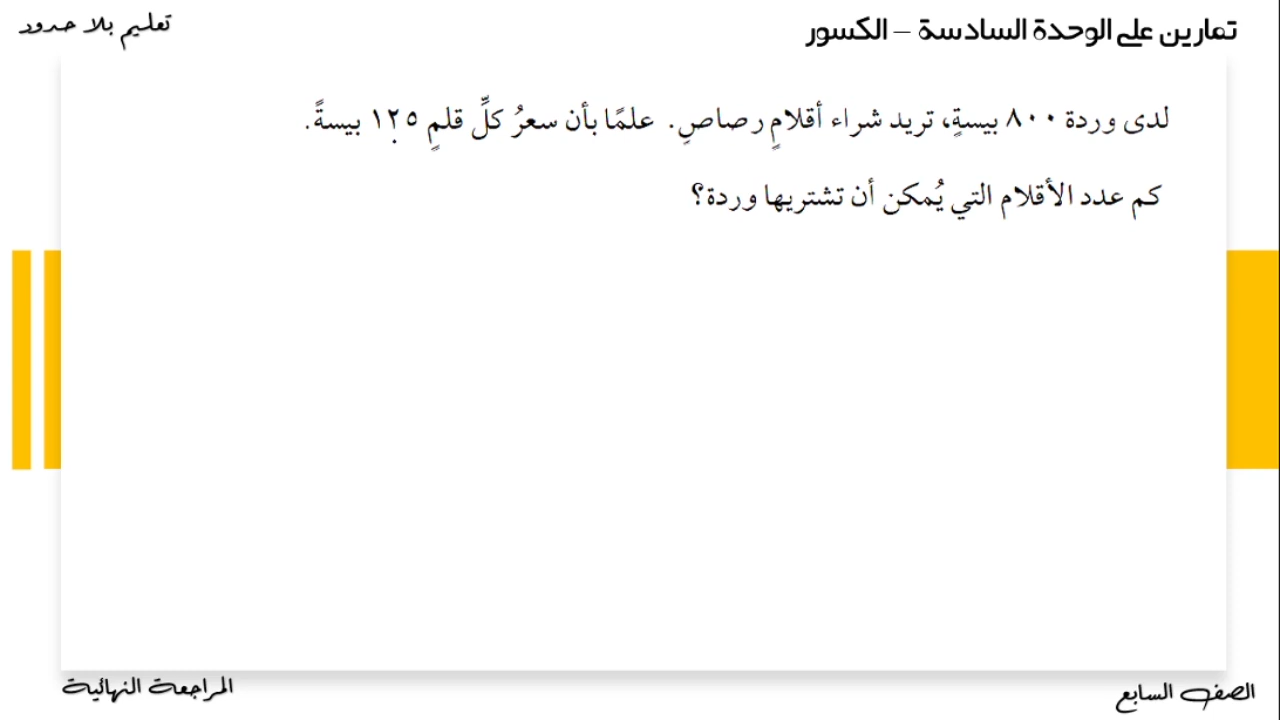 تمارين على الوحدة السادسة – الكسور
تعليم بلا حدود
لدى وردة ٨٠٠ بيسةٍ، تريد شراء أقلامٍ رصاصِ. علمًا بأن سعرُ كلِّ قلمٍ ١٢٥ بيسةً.
كم عدد الأقلام التي يُمكن أن تشتريها وردة؟
الصف السابع
المراجعة النهائية